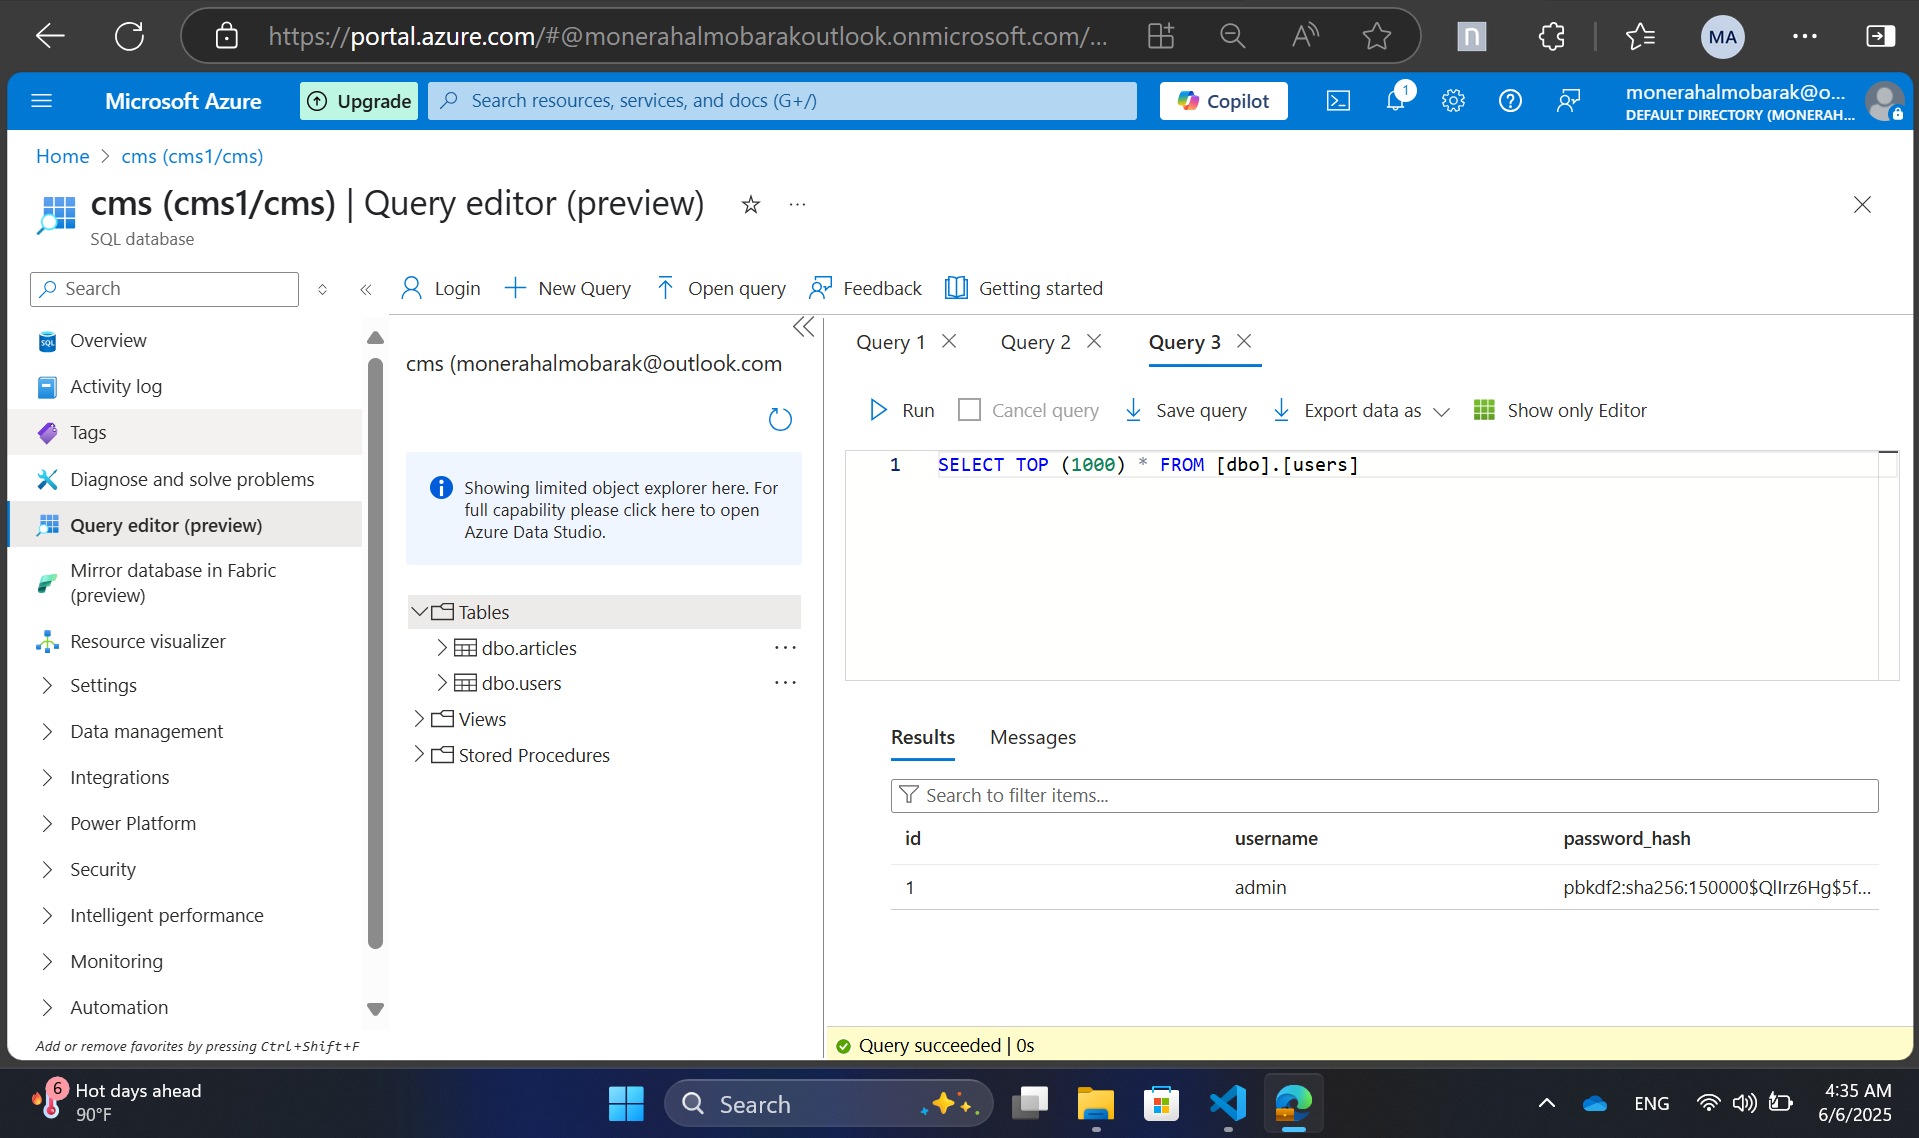 https://portal.azure.com/#@monerahalmobarakoutlook.onmicrosoft.com/...
MA
Microsoft Azure
Upgrade
Search resources, services, and docs (G+/)
Copilot
1
monerahalmobarak@o...
DEFAULT DIRECTORY (MONERAH...
Home > cms (cms1/cms)
cms (cms1/cms) | Query editor (preview)
SQL database
Search
Login
New Query
Open query
Feedback
Getting started
Overview
Activity log
Tags
Diagnose and solve problems
Query editor (preview)
Mirror database in Fabric
(preview)
Resource visualizer
Settings
Data management
Integrations
Power Platform
Security
Intelligent performance
Monitoring
Automation
Add or remove favorites by pressing Ctrl+Shift+F
cms (monerahalmobarak@outlook.com
Showing limited object explorer here. For
full capability please click here to open
Azure Data Studio.
Tables
dbo.articles
dbo.users
Views
Stored Procedures
Query 1
Query 2
Query 3
Run
Cancel query
Save query
Export data as
Show only Editor
1 SELECT TOP (1000) * FROM [dbo].[users]
Results
Messages
Search to filter items...
id username password_hash
1 admin pbkdf2:sha256:150000$QlIrz6Hg$5f...
Query succeeded | 0s
6
Hot days ahead
90°F
Search
ENG
4:35 AM
6/6/2025